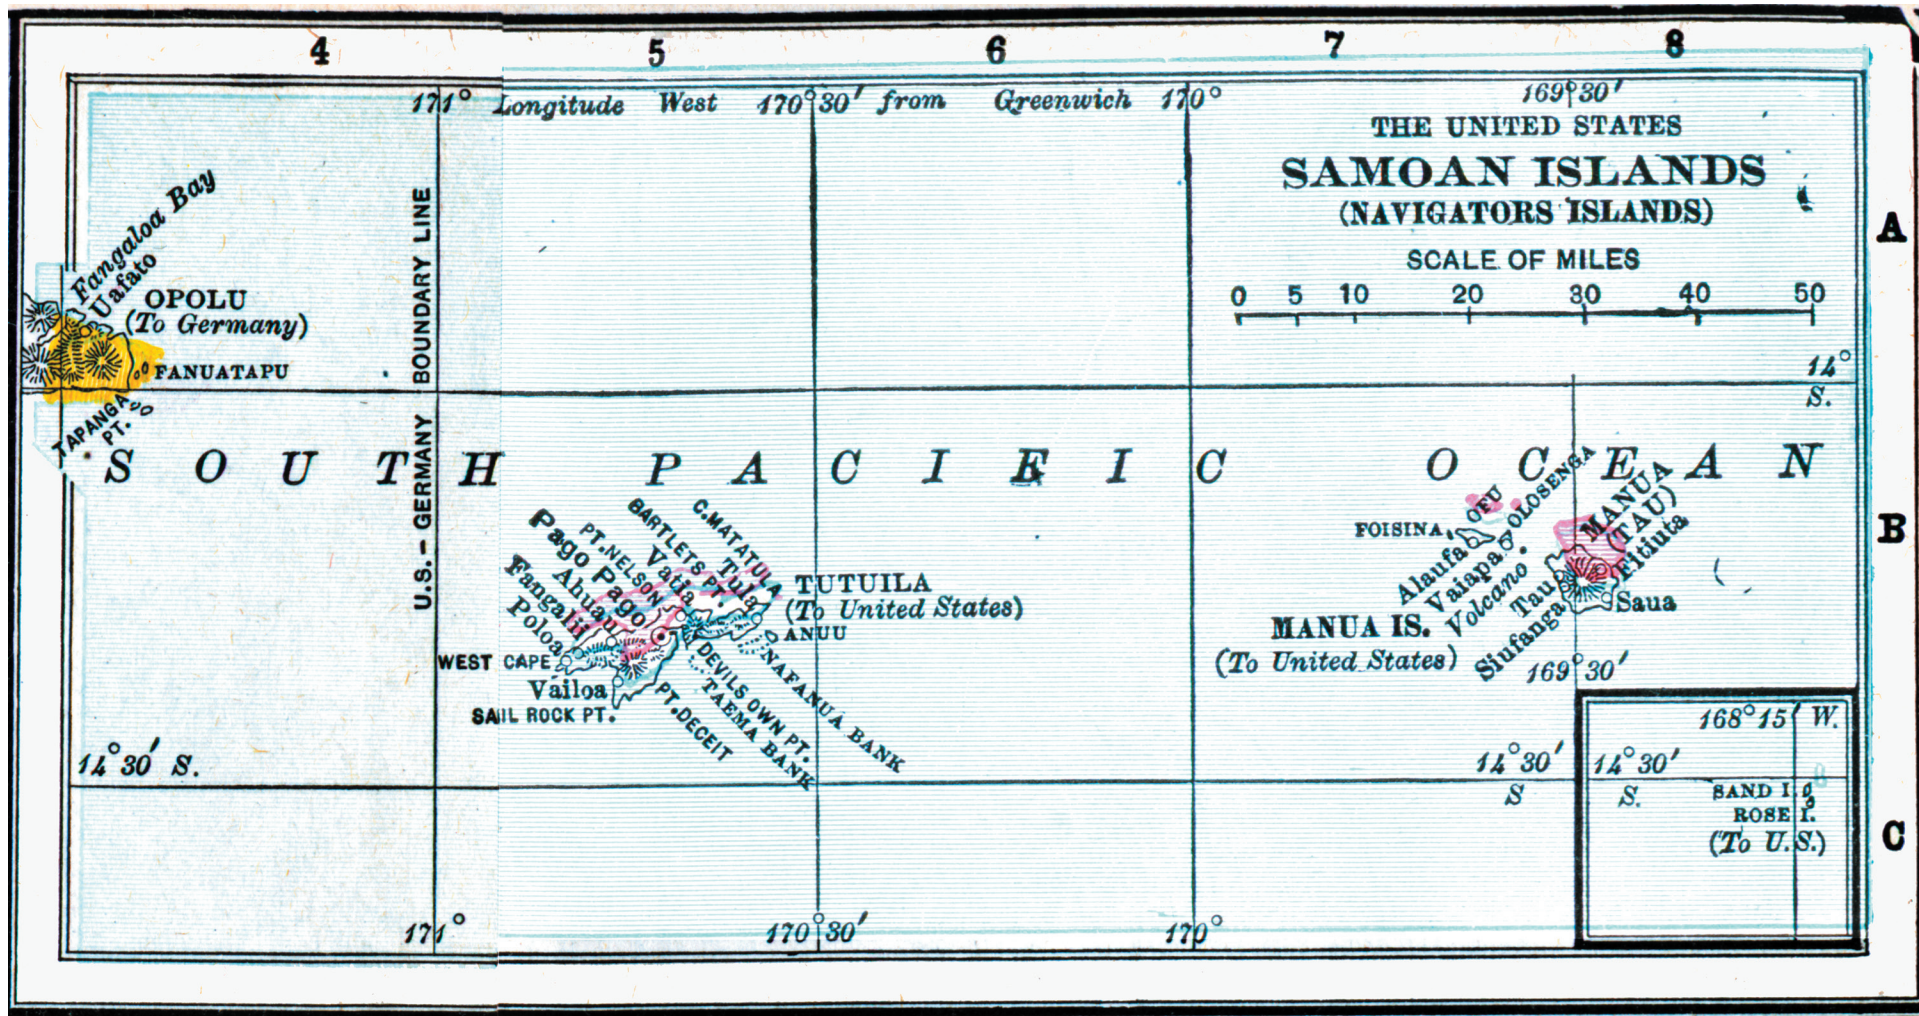 4 5 6 7 8
171° Longitude West 170°30′ from Greenwich 170° 169°30′
THE UNITED STATES
SAMOAN ISLANDS
(NAVIGATORS ISLANDS)
SCALE OF MILES
0 5 10 20 30 40 50
A
B
C
Fangaloa Bay
Uafato
OPOLU
(To Germany)
FANUATAPU
TAPANGA
PT.
U.S.-GERMANY BOUNDARY LINE
14°
S.
SOUTH PACIFIC OCEAN
C.MATATULA
BARTLETS PT.
Tula
Vatia
PT.NELSON
Pago Pago
Ahuau
Fangalii
Poloa
WEST CAPE
Vailoa
SAIL ROCK PT.
PT.DECEIT
TAEMA BANK
DEVILS OWN PT.
NAFANUA BANK
ANUU
TUTUILA
(To United States)
FOISINA
OFU
OLOSENGA
Alaufa
Vaiapa
Volcano
MANUA
(TAU)
Fitiuta
Tau
Siufanga
Saua
MANUA IS.
(To United States)
169°30′
14°30′ S.
14°30′
S
168°15′ W.
14°30′
S.
SAND I.
ROSE I.
(To U.S.)
171° 170°30′ 170°